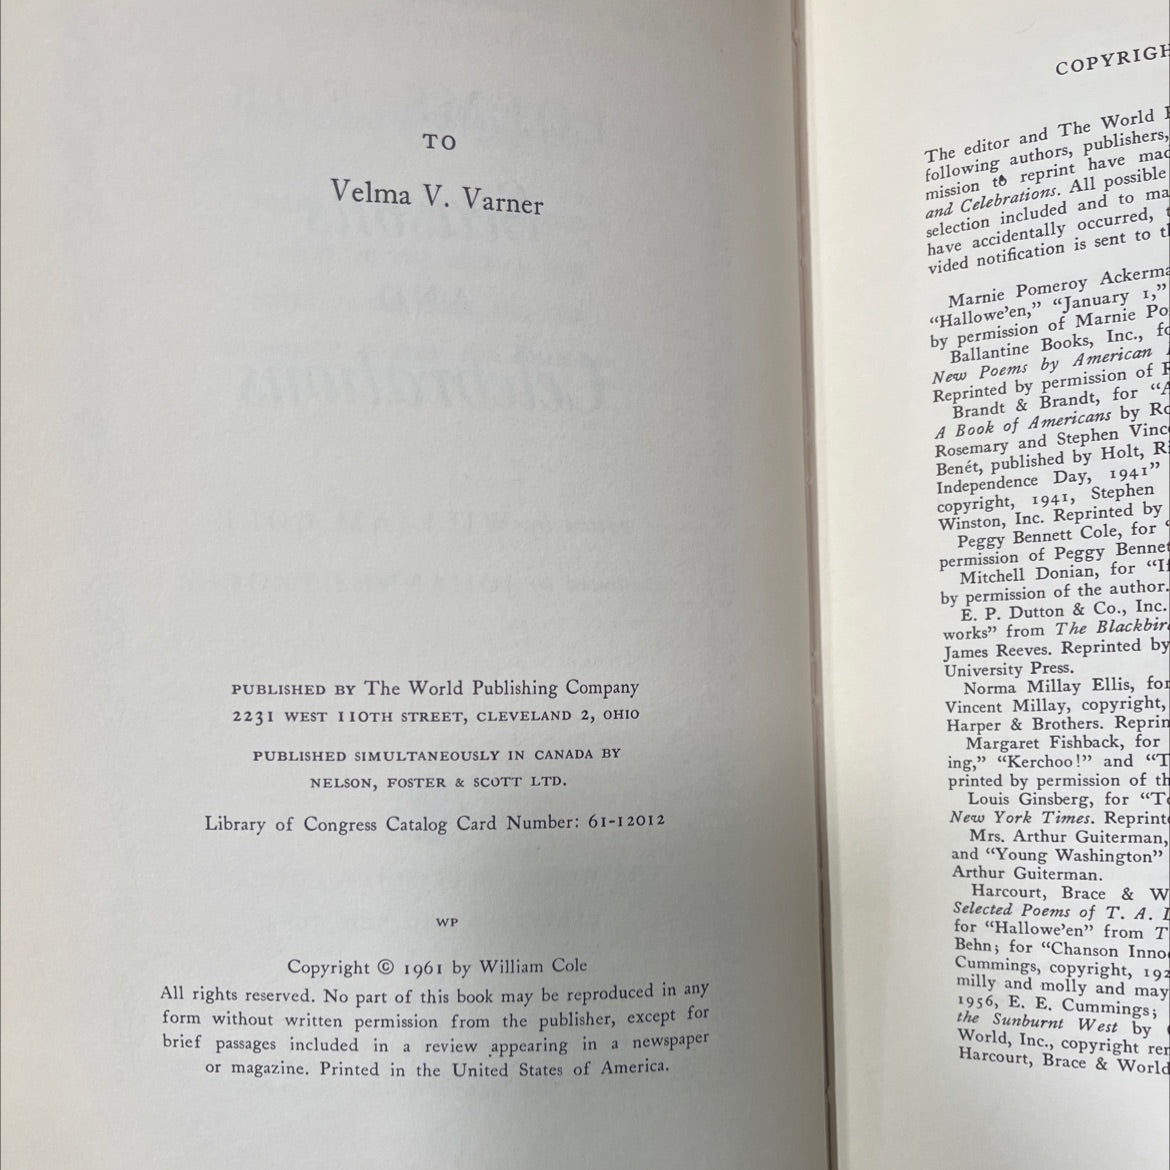 TO
Velma V. Varner
PUBLISHED BY The World Publishing Company
2231 WEST 110TH STREET, CLEVELAND 2, OHIO
PUBLISHED SIMULTANEOUSLY IN CANADA BY
NELSON, FOSTER & SCOTT LTD.
Library of Congress Catalog Card Number: 61-12012
WP
Copyright © 1961 by William Cole
All rights reserved. No part of this book may be reproduced in any
form without written permission from the publisher, except for
brief passages included in a review appearing in a newspaper
or magazine. Printed in the United States of America.
COPYRIGH
The editor and The World
following authors, publishers,
mission to reprint have mad
and Celebrations. All possible
selection included and to ma
have accidentally occurred,
vided notification is sent to th
Marnie Pomeroy Ackerma
“Hallowe’en,” “January 1,”
by permission of Marnie Po
Ballantine Books, Inc., fo
New Poems by American
Reprinted by permission of
Brandt & Brandt, for “A
A Book of Americans by Ro
Rosemary and Stephen Vinc
Benét, published by Holt, Ri
Independence Day, 1941”
copyright, 1941, Stephen
Winston, Inc. Reprinted by
Peggy Bennett Cole, for “
permission of Peggy Bennet
Mitchell Donian, for “If
by permission of the author.
E. P. Dutton & Co., Inc.
works” from The Blackbird
James Reeves. Reprinted by
University Press.
Norma Millay Ellis, for
Vincent Millay, copyright,
Harper & Brothers. Reprin
Margaret Fishback, for
ing,” “Kerchoo!” and “T
printed by permission of th
Louis Ginsberg, for “To
New York Times. Reprinte
Mrs. Arthur Guiterman,
and “Young Washington”
Arthur Guiterman.
Harcourt, Brace & W
Selected Poems of T. A.
for “Hallowe’en” from T
Behn; for “Chanson Inno
Cummings, copyright, 192
milly and molly and may
1956, E. E. Cummings;
the Sunburnt West by
World, Inc., copyright ren
Harcourt, Brace & World